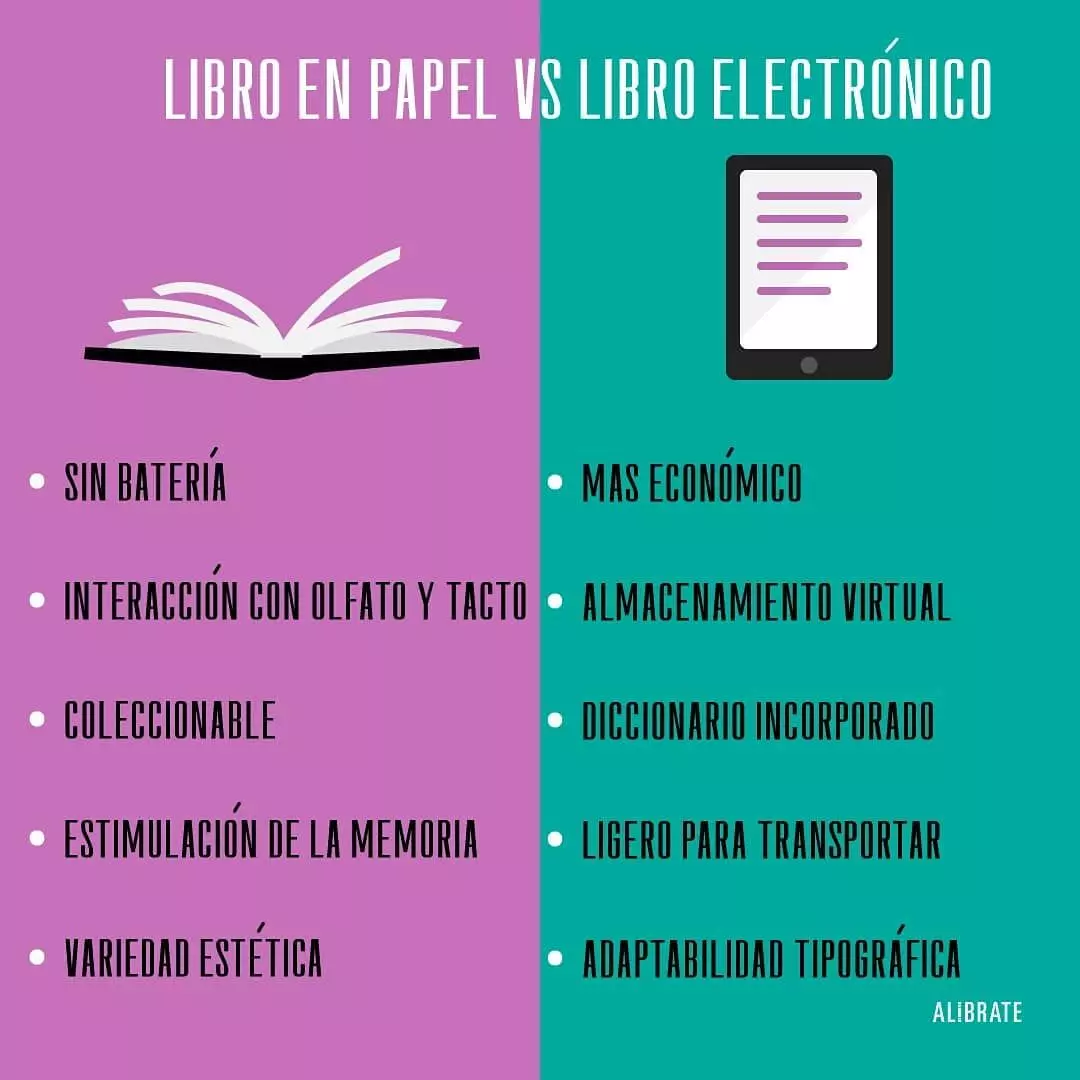 LIBRO EN PAPEL VS LIBRO ELECTRÓNICO
SIN BATERÍA
INTERACCIÓN CON OLFATO Y TACTO
COLECCIONABLE
ESTIMULACIÓN DE LA MEMORIA
VARIEDAD ESTÉTICA
MAS ECONÓMICO
ALMACENAMIENTO VIRTUAL
DICCIONARIO INCORPORADO
LIGERO PARA TRANSPORTAR
ADAPTABILIDAD TIPOGRÁFICA
ALIBRATE